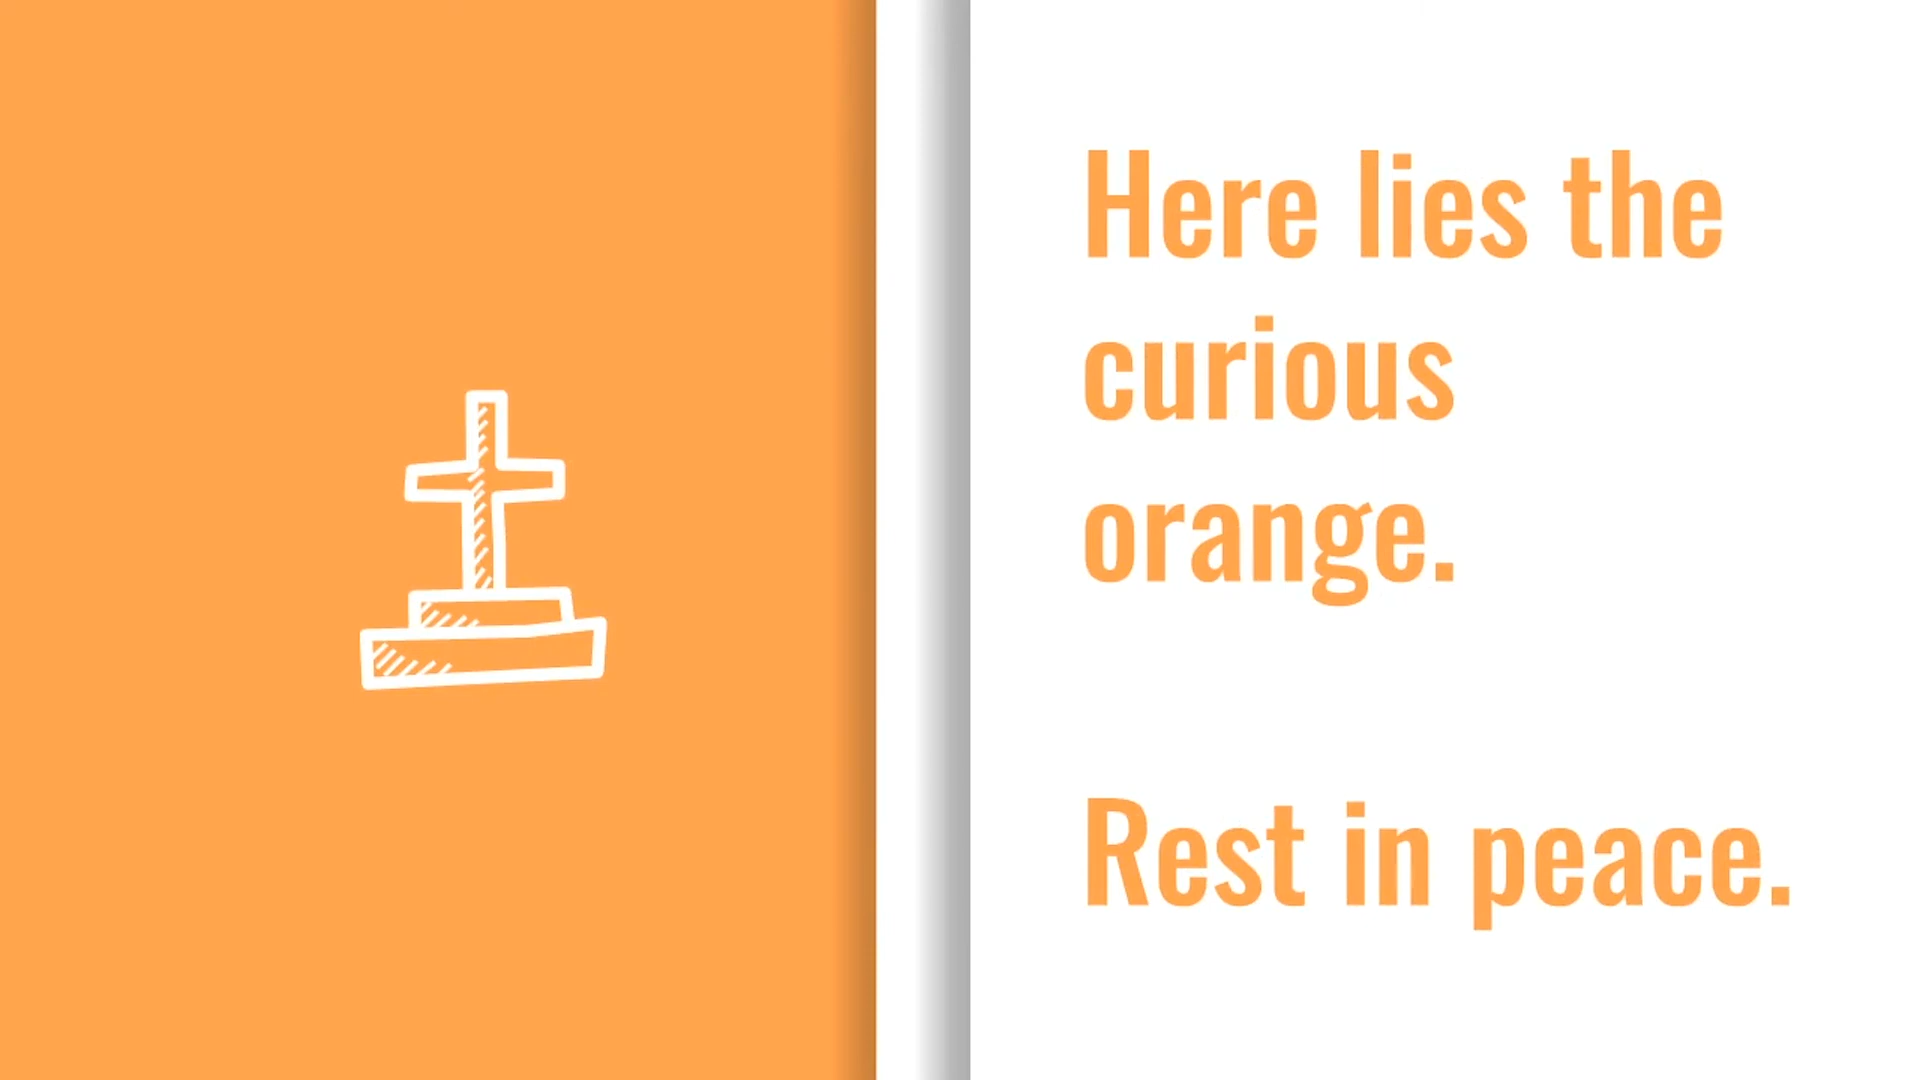 Here lies the
curious
orange.
Rest in peace.